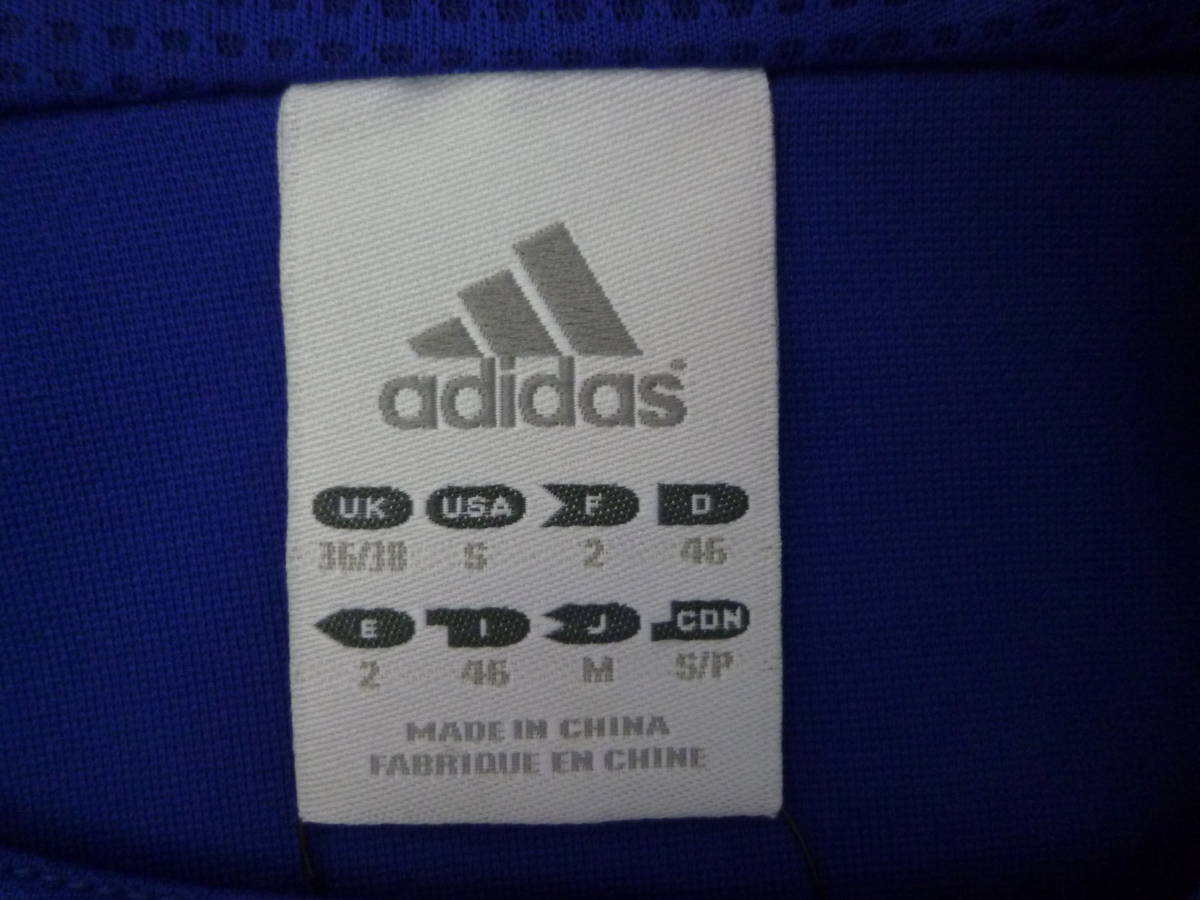 adidas
UK USA F D
36/38 S 2 46
E I J CDN
2 46 M S/P
MADE IN CHINA
FABRIQUE EN CHINE